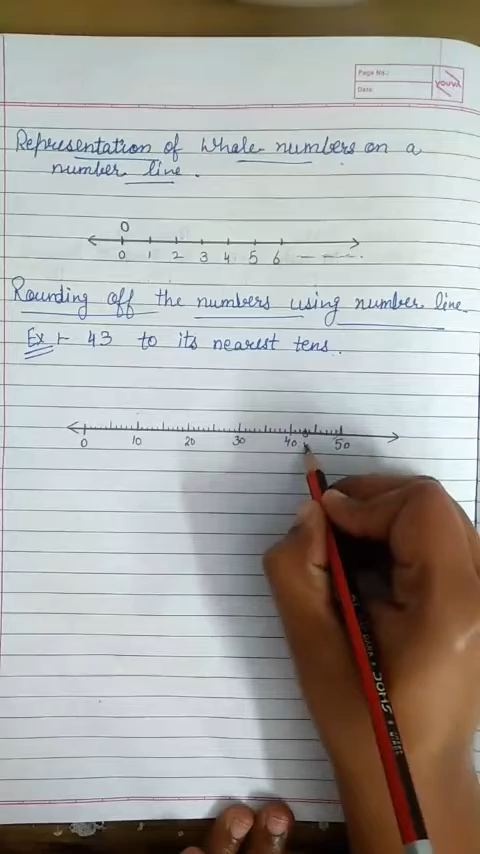 Page No.:
Date:
YOUVA
Representation of Whole numbers on a
number line.
0
0 1 2 3 4 5 6 - - - - .
Rounding off the numbers using number line
Ex :- 43 to its nearest tens.
0 10 20 30 40 50